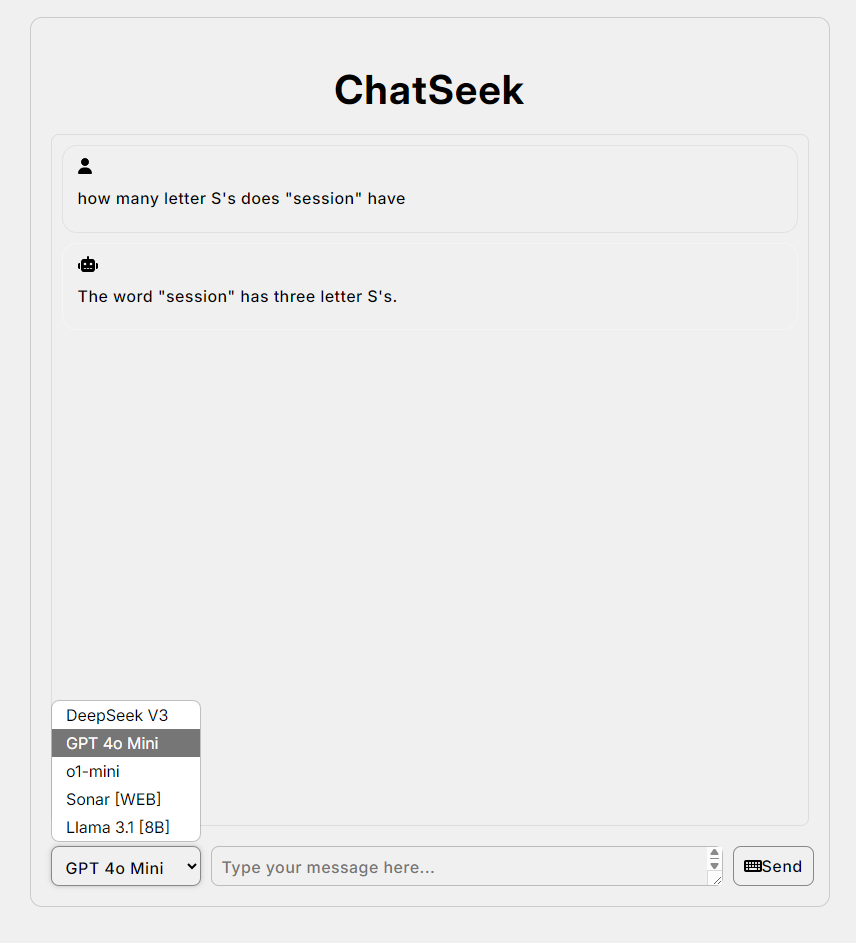 ChatSeek
how many letter S's does "session" have
The word "session" has three letter S's.
DeepSeek V3
GPT 4o Mini
o1-mini
Sonar [WEB]
Llama 3.1 [8B]
GPT 4o Mini
Type your message here...
Send